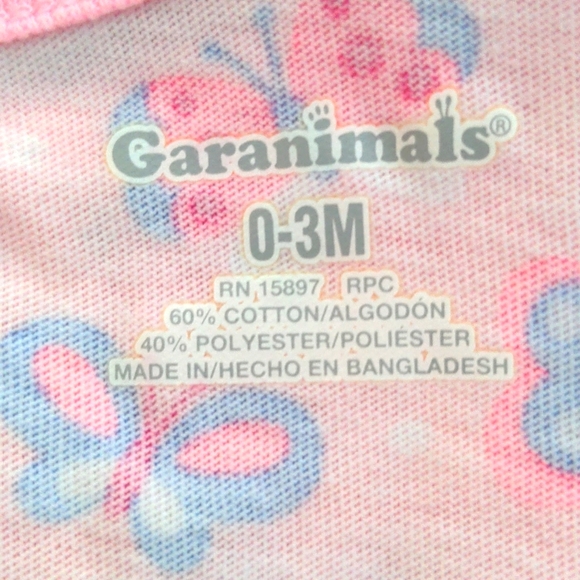 Garanimals®
0-3M
RN 15897 RPC
60% COTTON/ALGODÓN
40% POLYESTER/POLIÉSTER
MADE IN/HECHO EN BANGLADESH